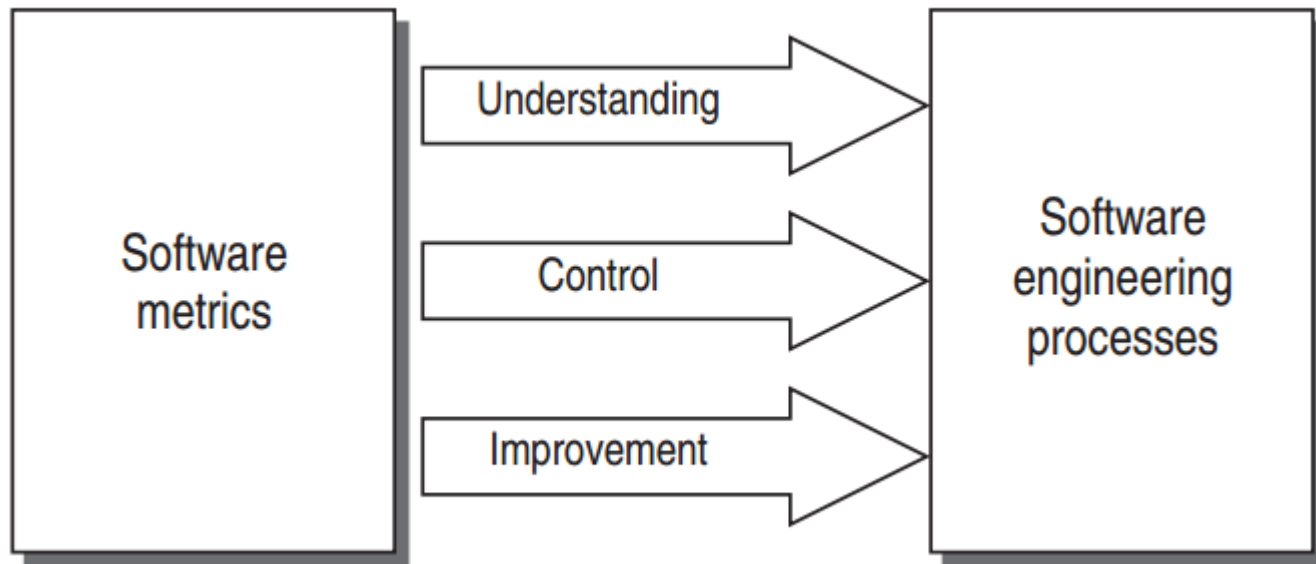 Software
metrics
Understanding
Control
Improvement
Software
engineering
processes